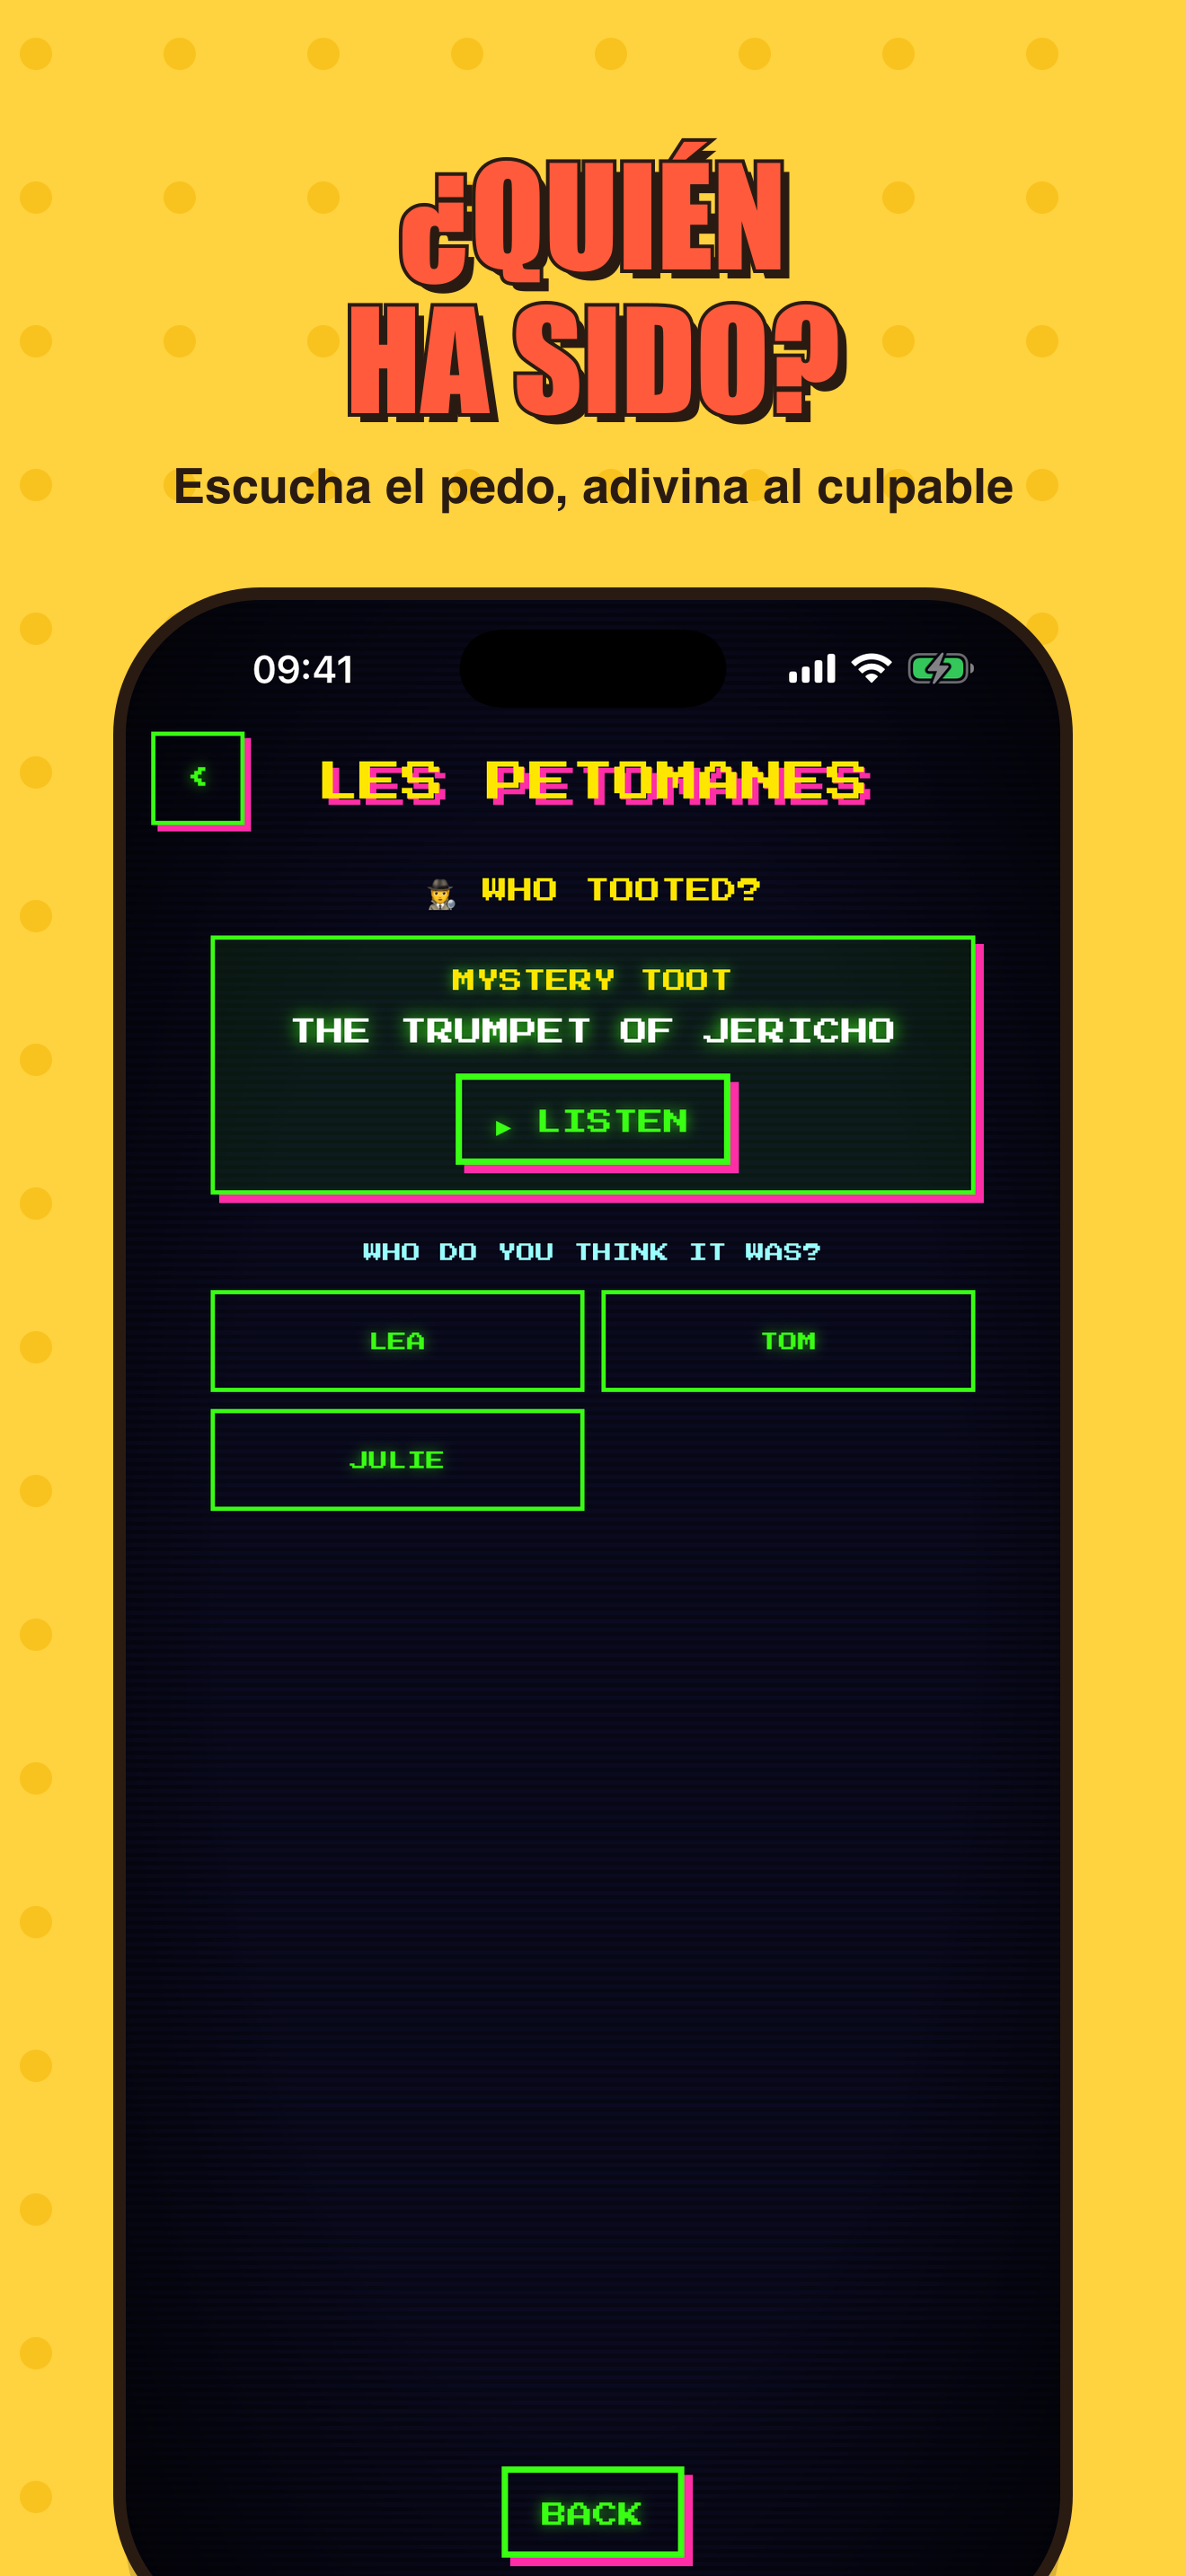 ¿QUIÉN
HA SIDO?
Escucha el pedo, adivina al culpable
09:41
LES PETOMANES
WHO TOOTED?
MYSTERY TOOT
THE TRUMPET OF JERICHO
LISTEN
WHO DO YOU THINK IT WAS?
LEA
TOM
JULIE
BACK